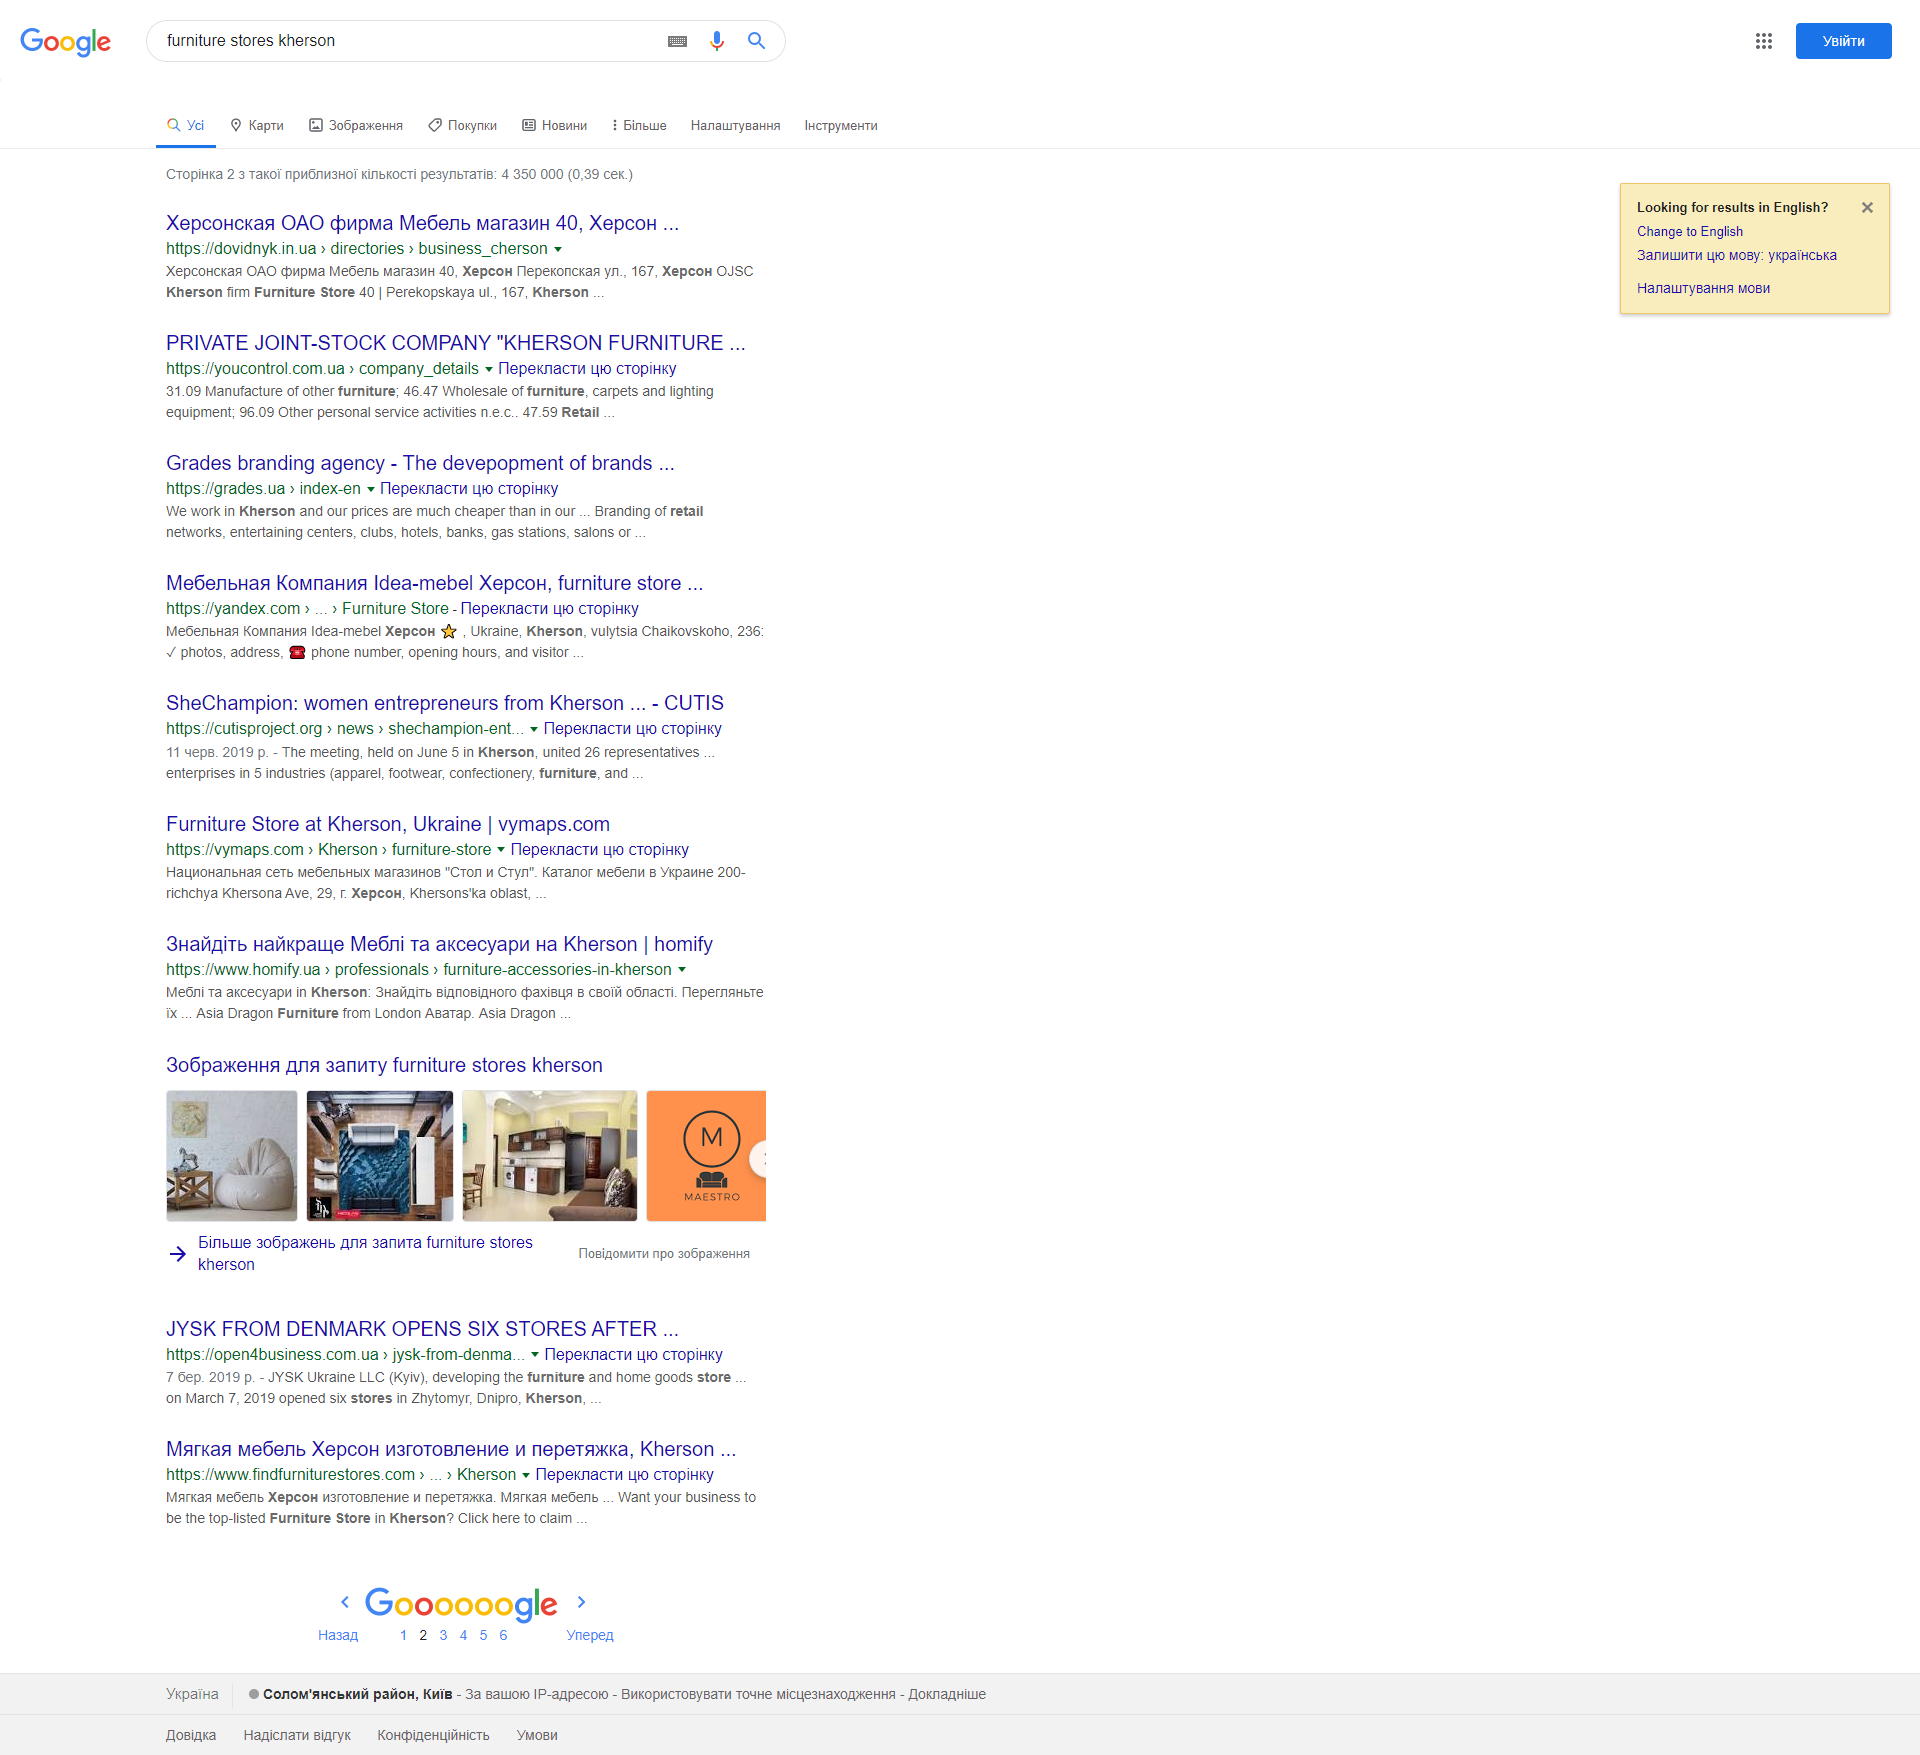 Google
furniture stores kherson
Увійти
Усі
Карти
Зображення
Покупки
Новини
Більше
Налаштування
Інструменти
Сторінка 2 з такої приблизної кількості результатів: 4 350 000 (0,39 сек.)
Looking for results in English?
Change to English
Залишити цю мову: українська
Налаштування мови
Херсонская ОАО фирма Мебель магазин 40, Херсон ...
https://dovidnyk.in.ua › directories › business_cherson
Херсонская ОАО фирма Мебель магазин 40, Херсон Перекопская ул., 167, Херсон OJSC
Kherson firm Furniture Store 40 | Perekopskaya ul., 167, Kherson ...
PRIVATE JOINT-STOCK COMPANY "KHERSON FURNITURE ...
https://youcontrol.com.ua › company_details Перекласти цю сторінку
31.09 Manufacture of other furniture; 46.47 Wholesale of furniture, carpets and lighting
equipment; 96.09 Other personal service activities n.e.c.. 47.59 Retail ...
Grades branding agency - The devepopment of brands ...
https://grades.ua › index-en Перекласти цю сторінку
We work in Kherson and our prices are much cheaper than in our ... Branding of retail
networks, entertaining centers, clubs, hotels, banks, gas stations, salons or ...
Мебельная Компания Idea-mebel Херсон, furniture store ...
https://yandex.com › ... › Furniture Store - Перекласти цю сторінку
Мебельная Компания Idea-mebel Херсон ⭐ , Ukraine, Kherson, vulytsia Chaikovskoho, 236:
✓ photos, address, ☎ phone number, opening hours, and visitor ...
SheChampion: women entrepreneurs from Kherson ... - CUTIS
https://cutisproject.org › news › shechampion-ent... Перекласти цю сторінку
11 черв. 2019 р. - The meeting, held on June 5 in Kherson, united 26 representatives ...
enterprises in 5 industries (apparel, footwear, confectionery, furniture, and ...
Furniture Store at Kherson, Ukraine | vymaps.com
https://vymaps.com › Kherson › furniture-store Перекласти цю сторінку
Национальная сеть мебельных магазинов "Стол и Стул". Каталог мебели в Украине 200-
richchya Khersona Ave, 29, г. Херсон, Khersons'ka oblast, ...
Знайдіть найкраще Меблі та аксесуари на Kherson | homify
https://www.homify.ua › professionals › furniture-accessories-in-kherson
Меблі та аксесуари in Kherson: Знайдіть відповідного фахівця в своїй області. Перегляньте
їх ... Asia Dragon Furniture from London Аватар. Asia Dragon ...
Зображення для запиту furniture stores kherson
M
MAESTRO
Більше зображень для запита furniture stores
kherson
Повідомити про зображення
JYSK FROM DENMARK OPENS SIX STORES AFTER ...
https://open4business.com.ua › jysk-from-denma... Перекласти цю сторінку
7 бер. 2019 р. - JYSK Ukraine LLC (Kyiv), developing the furniture and home goods store ...
on March 7, 2019 opened six stores in Zhytomyr, Dnipro, Kherson, ...
Мягкая мебель Херсон изготовление и перетяжка, Kherson ...
https://www.findfurniturestores.com › ... › Kherson Перекласти цю сторінку
Мягкая мебель Херсон изготовление и перетяжка. Мягкая мебель ... Want your business to
be the top-listed Furniture Store in Kherson? Click here to claim ...
Goooooogle
Назад 1 2 3 4 5 6 Уперед
Україна
Солом'янський район, Київ - За вашою IP-адресою - Використовувати точне місцезнаходження - Докладніше
Довідка Надіслати відгук Конфіденційність Умови